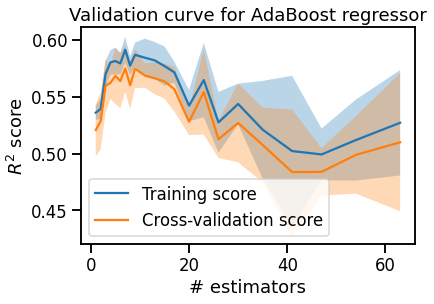 Validation curve for AdaBoost regressor
0.60
0.55
0.50
0.45
R² score
Training score
Cross-validation score
0
20
40
60
# estimators